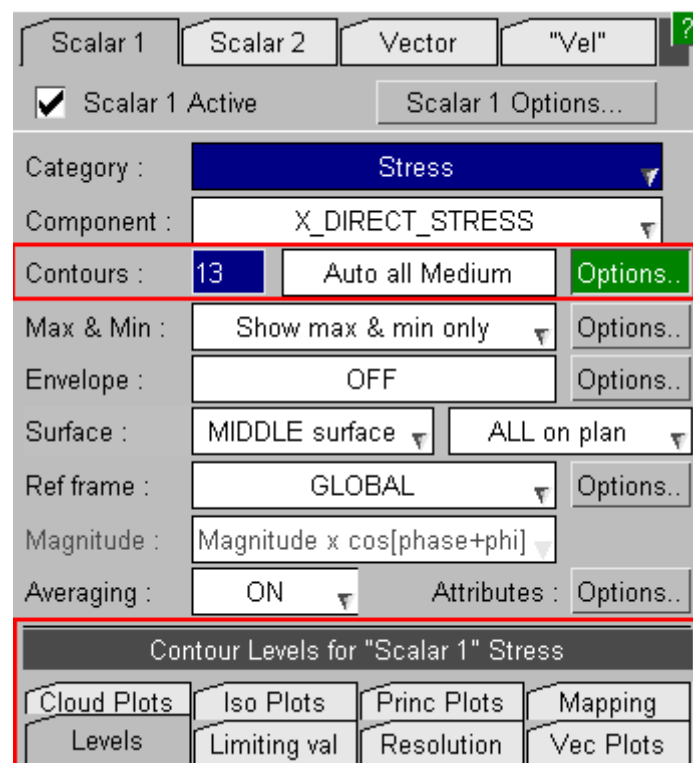 Scalar 1 Scalar 2 Vector "Vel" ?
Scalar 1 Active Scalar 1 Options...
Category : Stress
Component : X_DIRECT_STRESS
Contours : 13 Auto all Medium Options..
Max & Min : Show max & min only Options..
Envelope : OFF Options..
Surface : MIDDLE surface ALL on plan
Ref frame : GLOBAL Options..
Magnitude : Magnitude x cos[phase+phi]
Averaging : ON Attributes : Options..
Contour Levels for "Scalar 1" Stress
Cloud Plots Iso Plots Princ Plots Mapping
Levels Limiting val Resolution Vec Plots